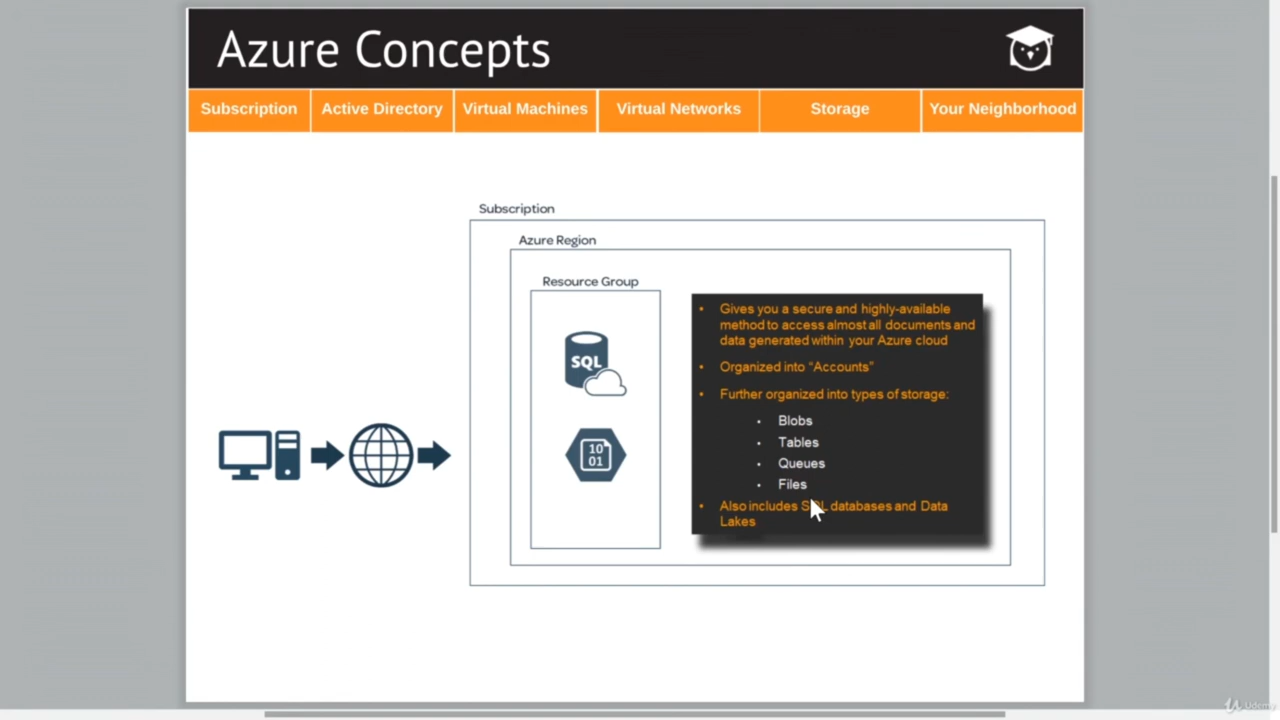 Azure Concepts
Subscription
Active Directory
Virtual Machines
Virtual Networks
Storage
Your Neighborhood
Subscription
Azure Region
Resource Group
SQL
10
01
• Gives you a secure and highly-available
method to access almost all documents and
data generated within your Azure cloud
• Organized into “Accounts”
• Further organized into types of storage:
• Blobs
• Tables
• Queues
• Files
• Also includes SQL databases and Data
Lakes
Udemy